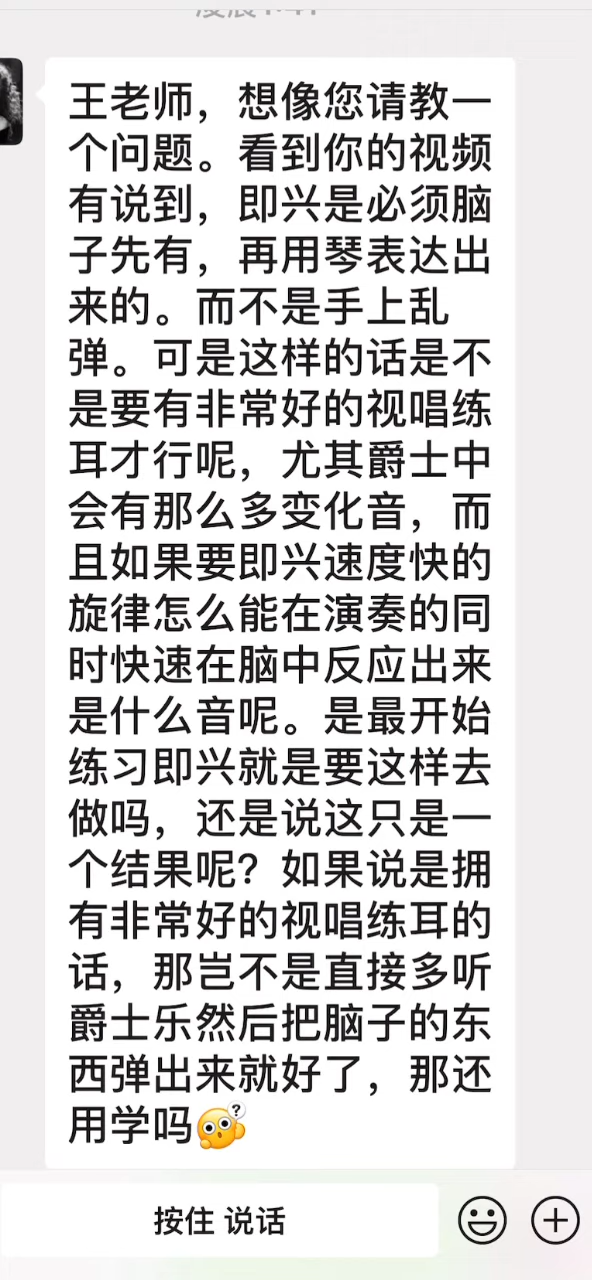 王老师，想像您请教一
个问题。看到你的视频
有说到，即兴是必须脑
子先有，再用琴表达出
来的。而不是手上乱
弹。可是这样的话是不
是要有非常好的视唱练
耳才行呢，尤其爵士中
会有那么多变化音，而
且如果要即兴速度快的
旋律怎么能在演奏的同
时快速在脑中反应出来
是什么音呢。是最开始
练习即兴就是要这样去
做吗，还是说这只是一
个结果呢？如果说是拥
有非常好的视唱练耳的
话，那岂不是直接多听
爵士乐然后把脑子的东
西弹出来就好了，那还
用学吗
按住 说话